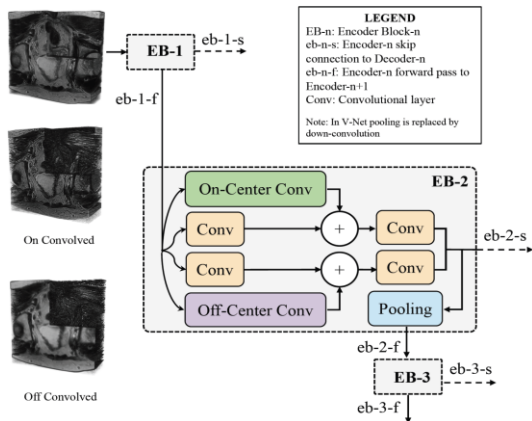 EB-1
eb-1-s
eb-1-f
LEGEND
EB-n: Encoder Block-n
eb-n-s: Encoder-n skip
connection to Decoder-n
eb-n-f: Encoder-n forward pass to
Encoder-n+1
Conv: Convolutional layer
Note: In V-Net pooling is replaced by
down-convolution
On Convolved
On-Center Conv
EB-2
Conv
+
Conv
eb-2-s
Conv
+
Conv
Off-Center Conv
Pooling
eb-2-f
EB-3
eb-3-s
eb-3-f
Off Convolved